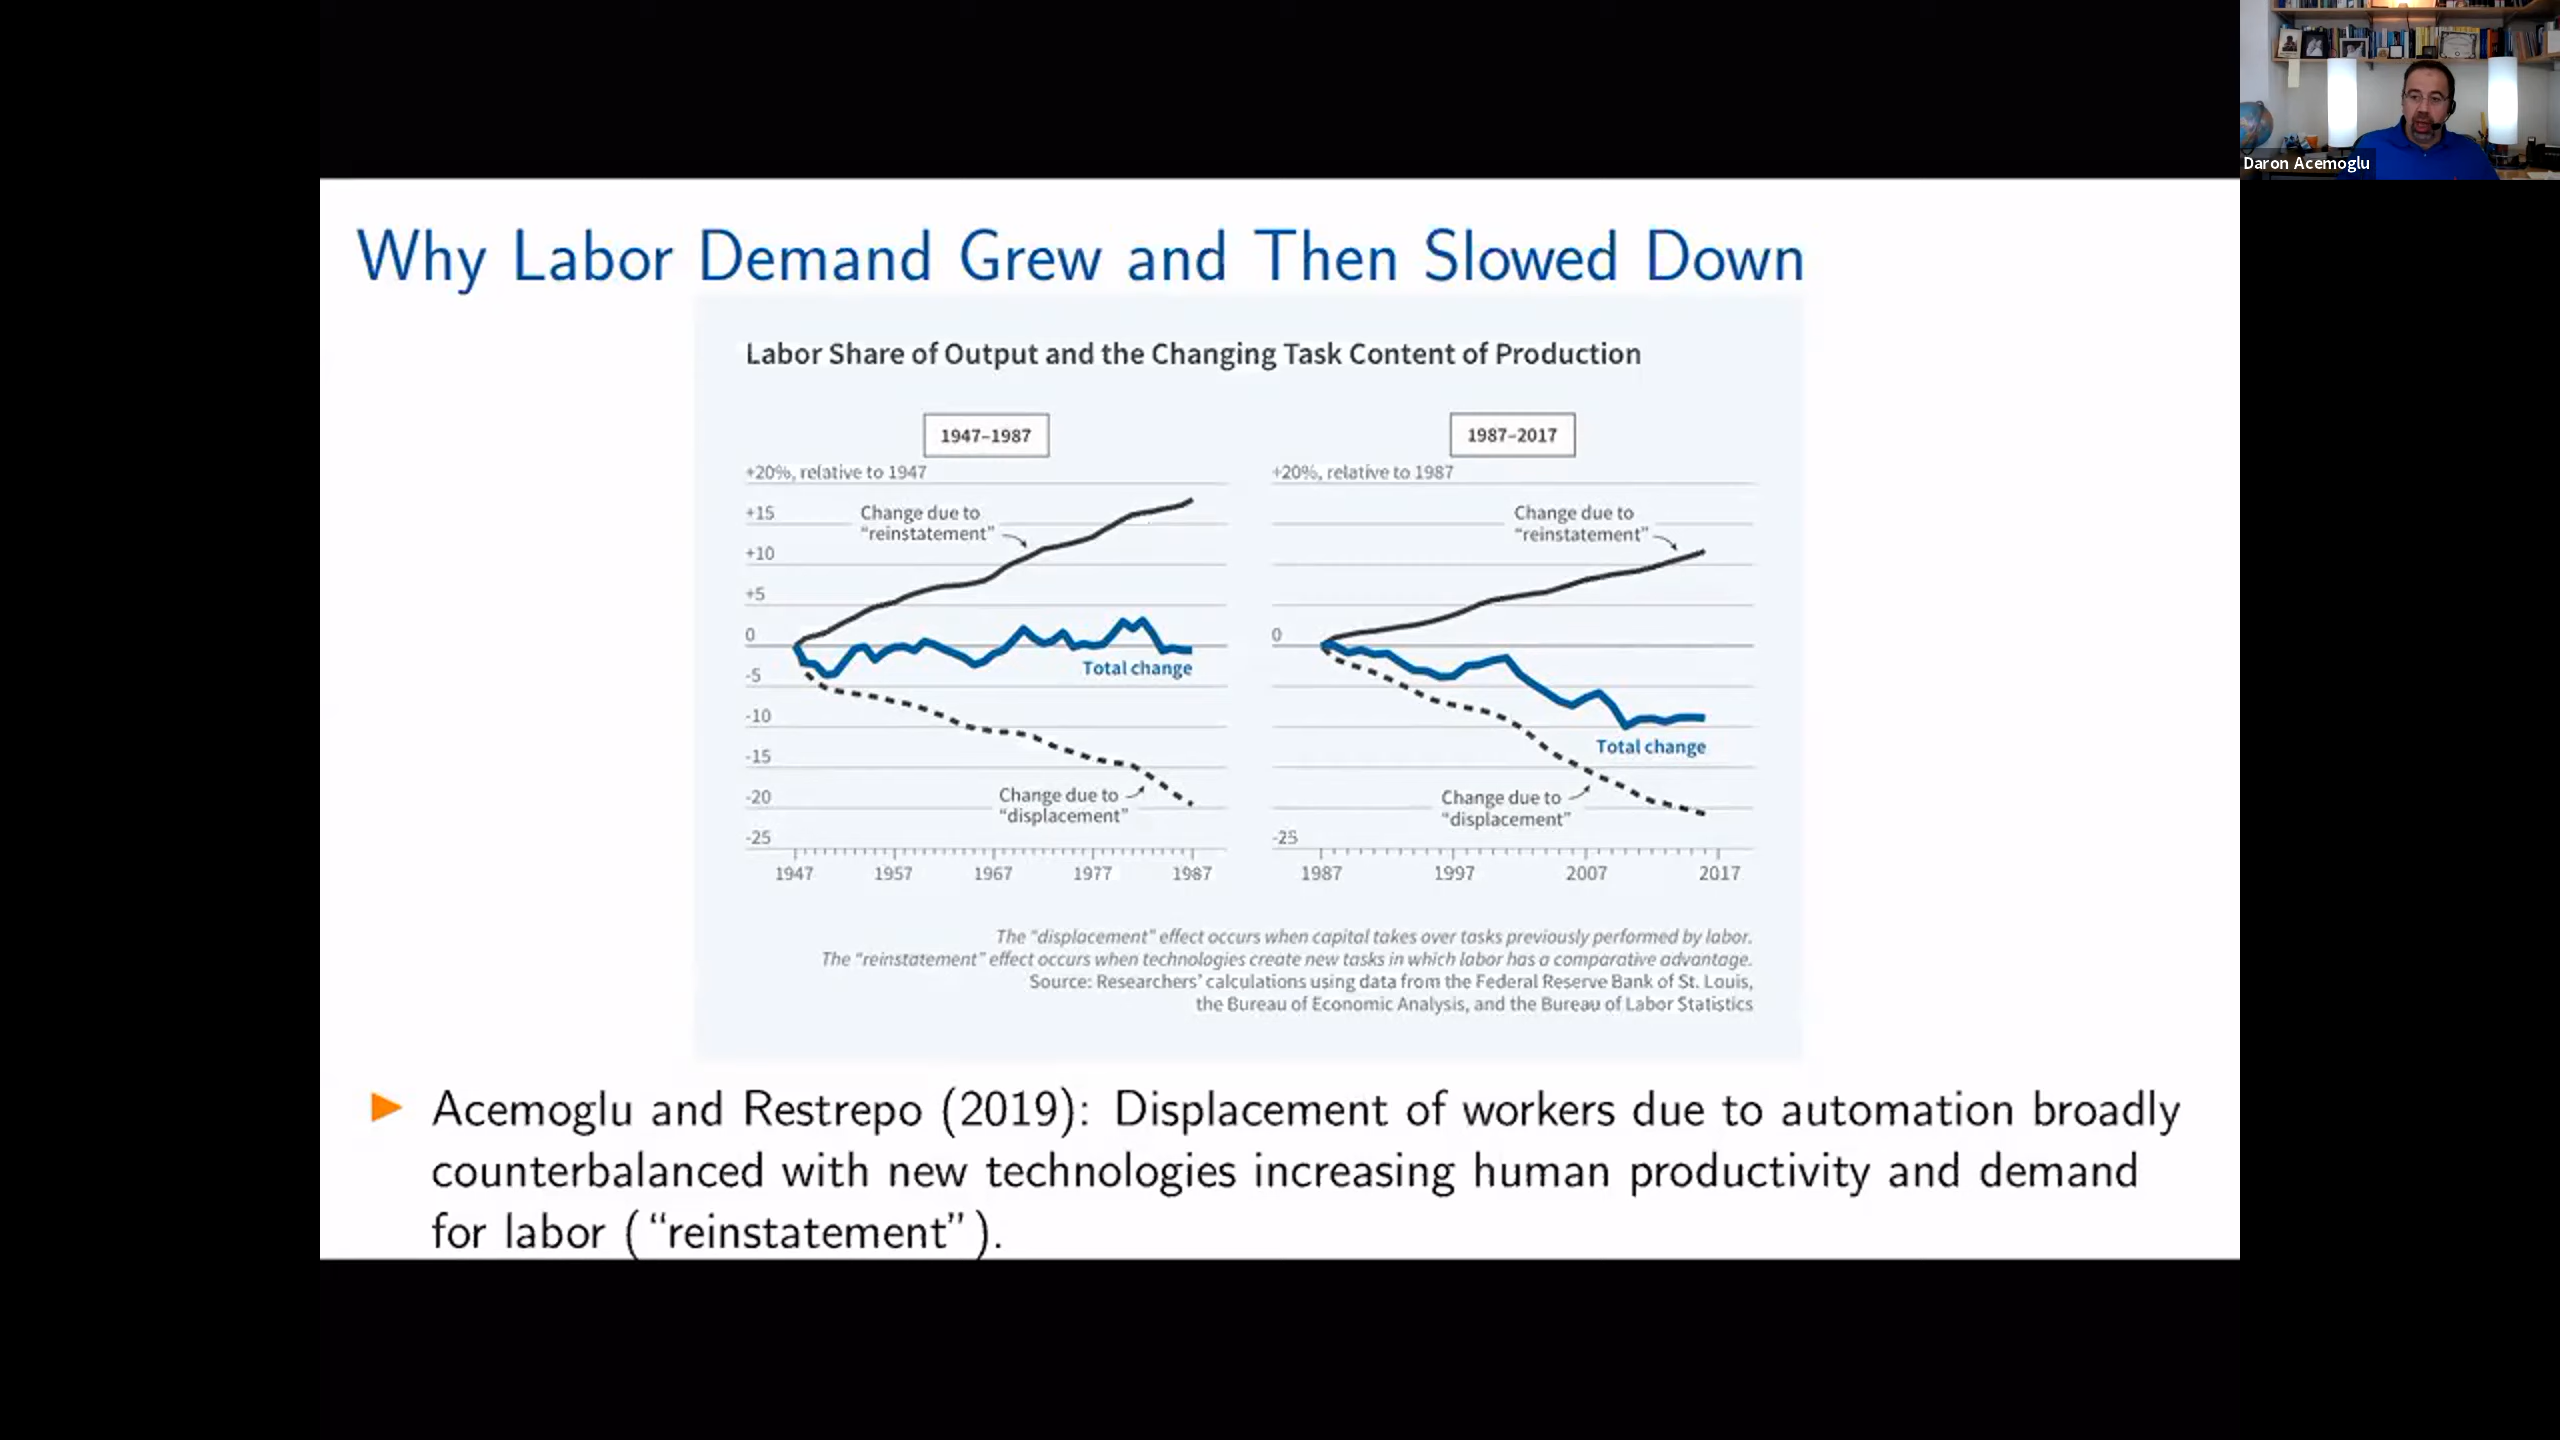 Daron Acemoglu
Why Labor Demand Grew and Then Slowed Down
Labor Share of Output and the Changing Task Content of Production
1947–1987
+20%, relative to 1947
+15
+10
+5
0
-5
-10
-15
-20
-25
Change due to
“reinstatement”
Total change
Change due to
“displacement”
1947 1957 1967 1977 1987
1987–2017
+20%, relative to 1987
0
-25
Change due to
“reinstatement”
Total change
Change due to
“displacement”
1987 1997 2007 2017
The “displacement” effect occurs when capital takes over tasks previously performed by labor.
The “reinstatement” effect occurs when technologies create new tasks in which labor has a comparative advantage.
Source: Researchers’ calculations using data from the Federal Reserve Bank of St. Louis,
the Bureau of Economic Analysis, and the Bureau of Labor Statistics
Acemoglu and Restrepo (2019): Displacement of workers due to automation broadly
counterbalanced with new technologies increasing human productivity and demand
for labor (“reinstatement”).